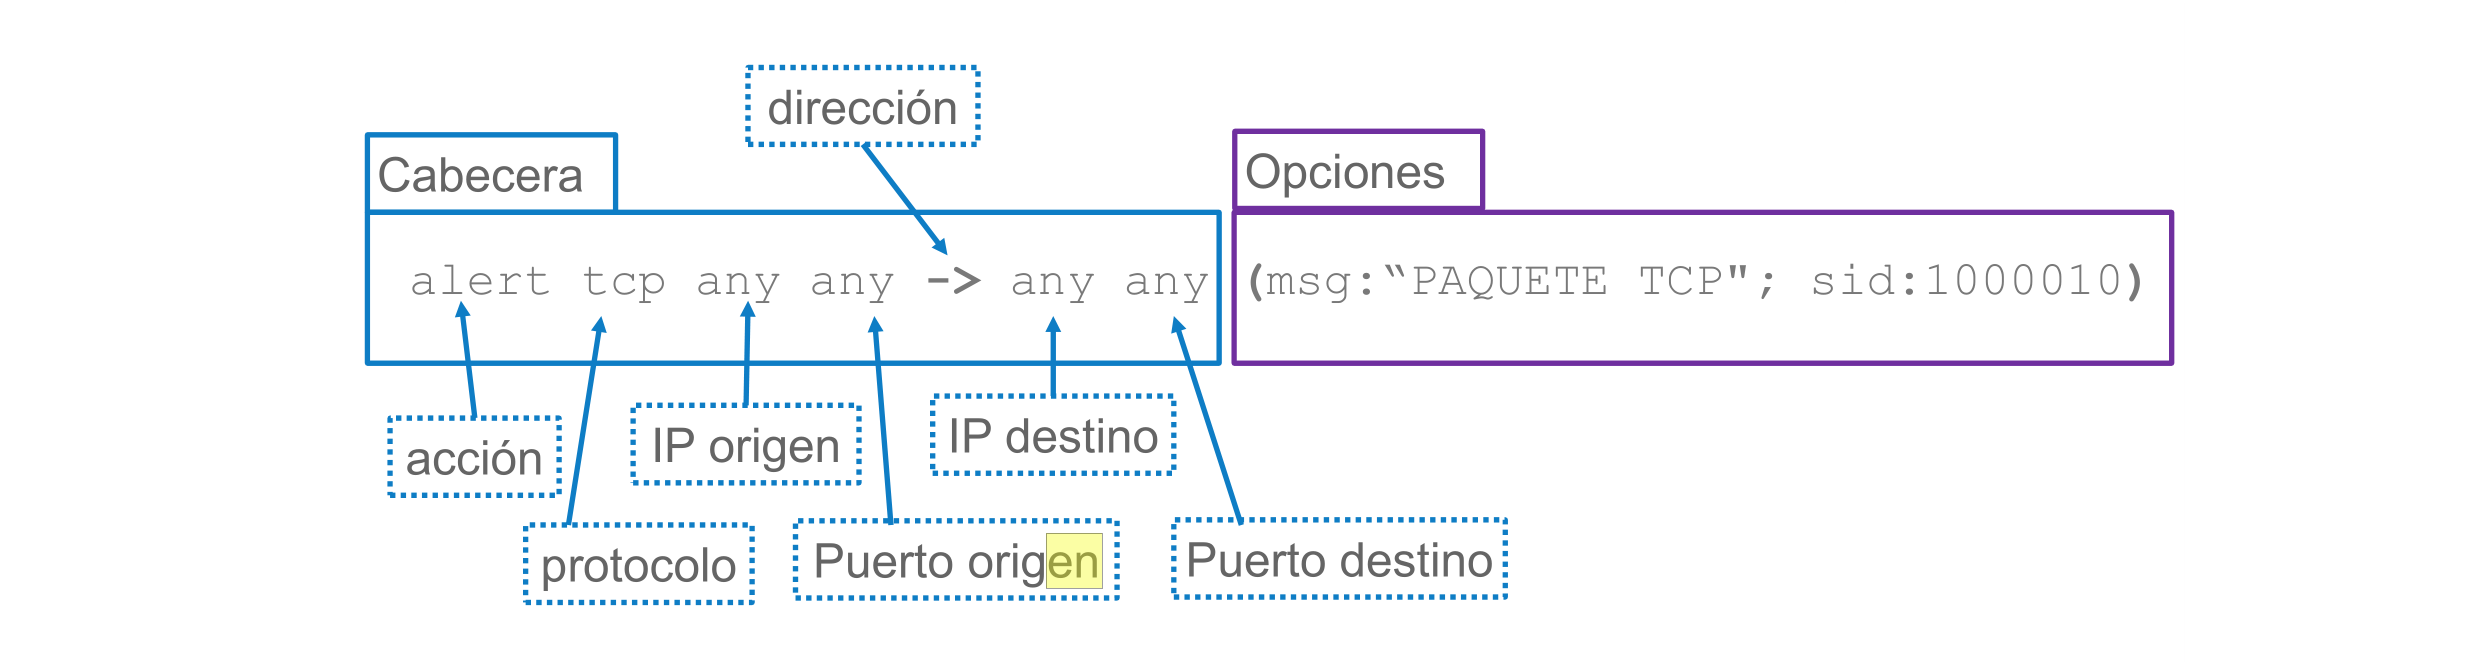 dirección
Cabecera
Opciones
alert tcp any any -> any any (msg:“PAQUETE TCP"; sid:1000010)
acción
IP origen
IP destino
protocolo
Puerto origen
Puerto destino